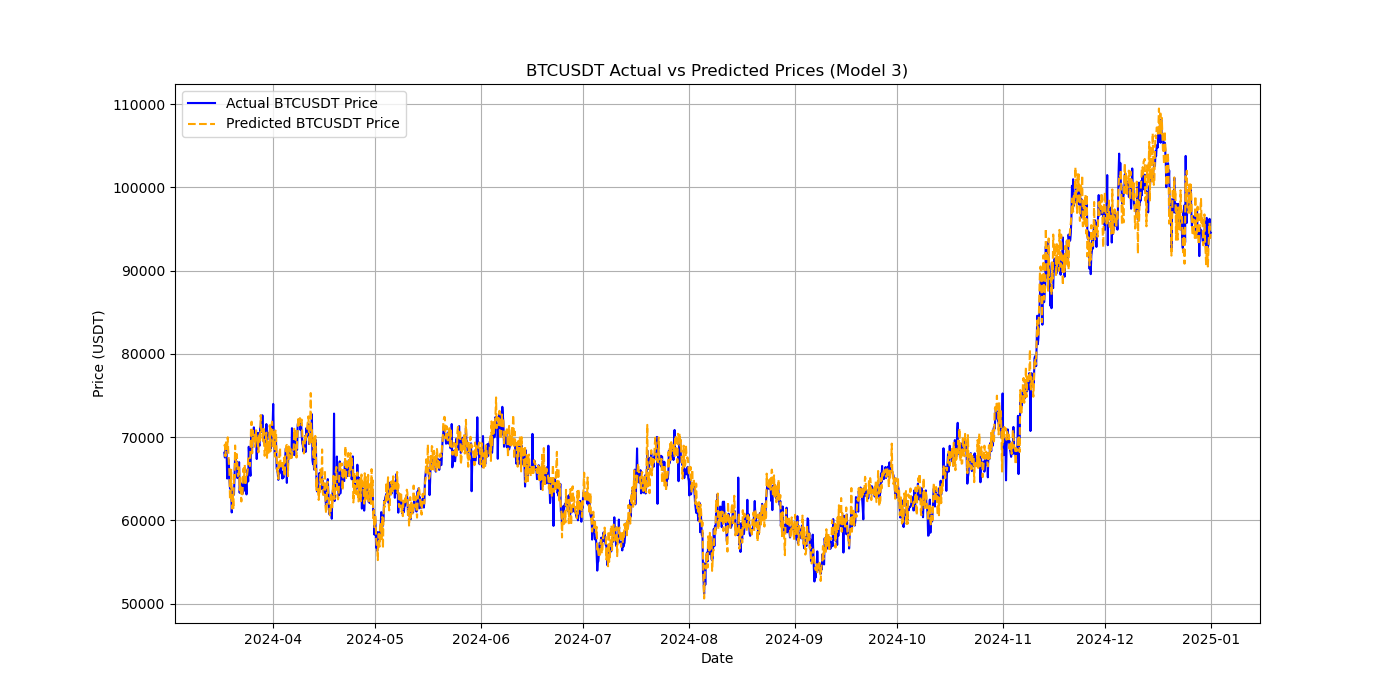 BTCUSDT Actual vs Predicted Prices (Model 3)
Actual BTCUSDT Price
Predicted BTCUSDT Price
110000
100000
90000
80000
70000
60000
50000
Price (USDT)
2024-04 2024-05 2024-06 2024-07 2024-08 2024-09 2024-10 2024-11 2024-12 2025-01
Date